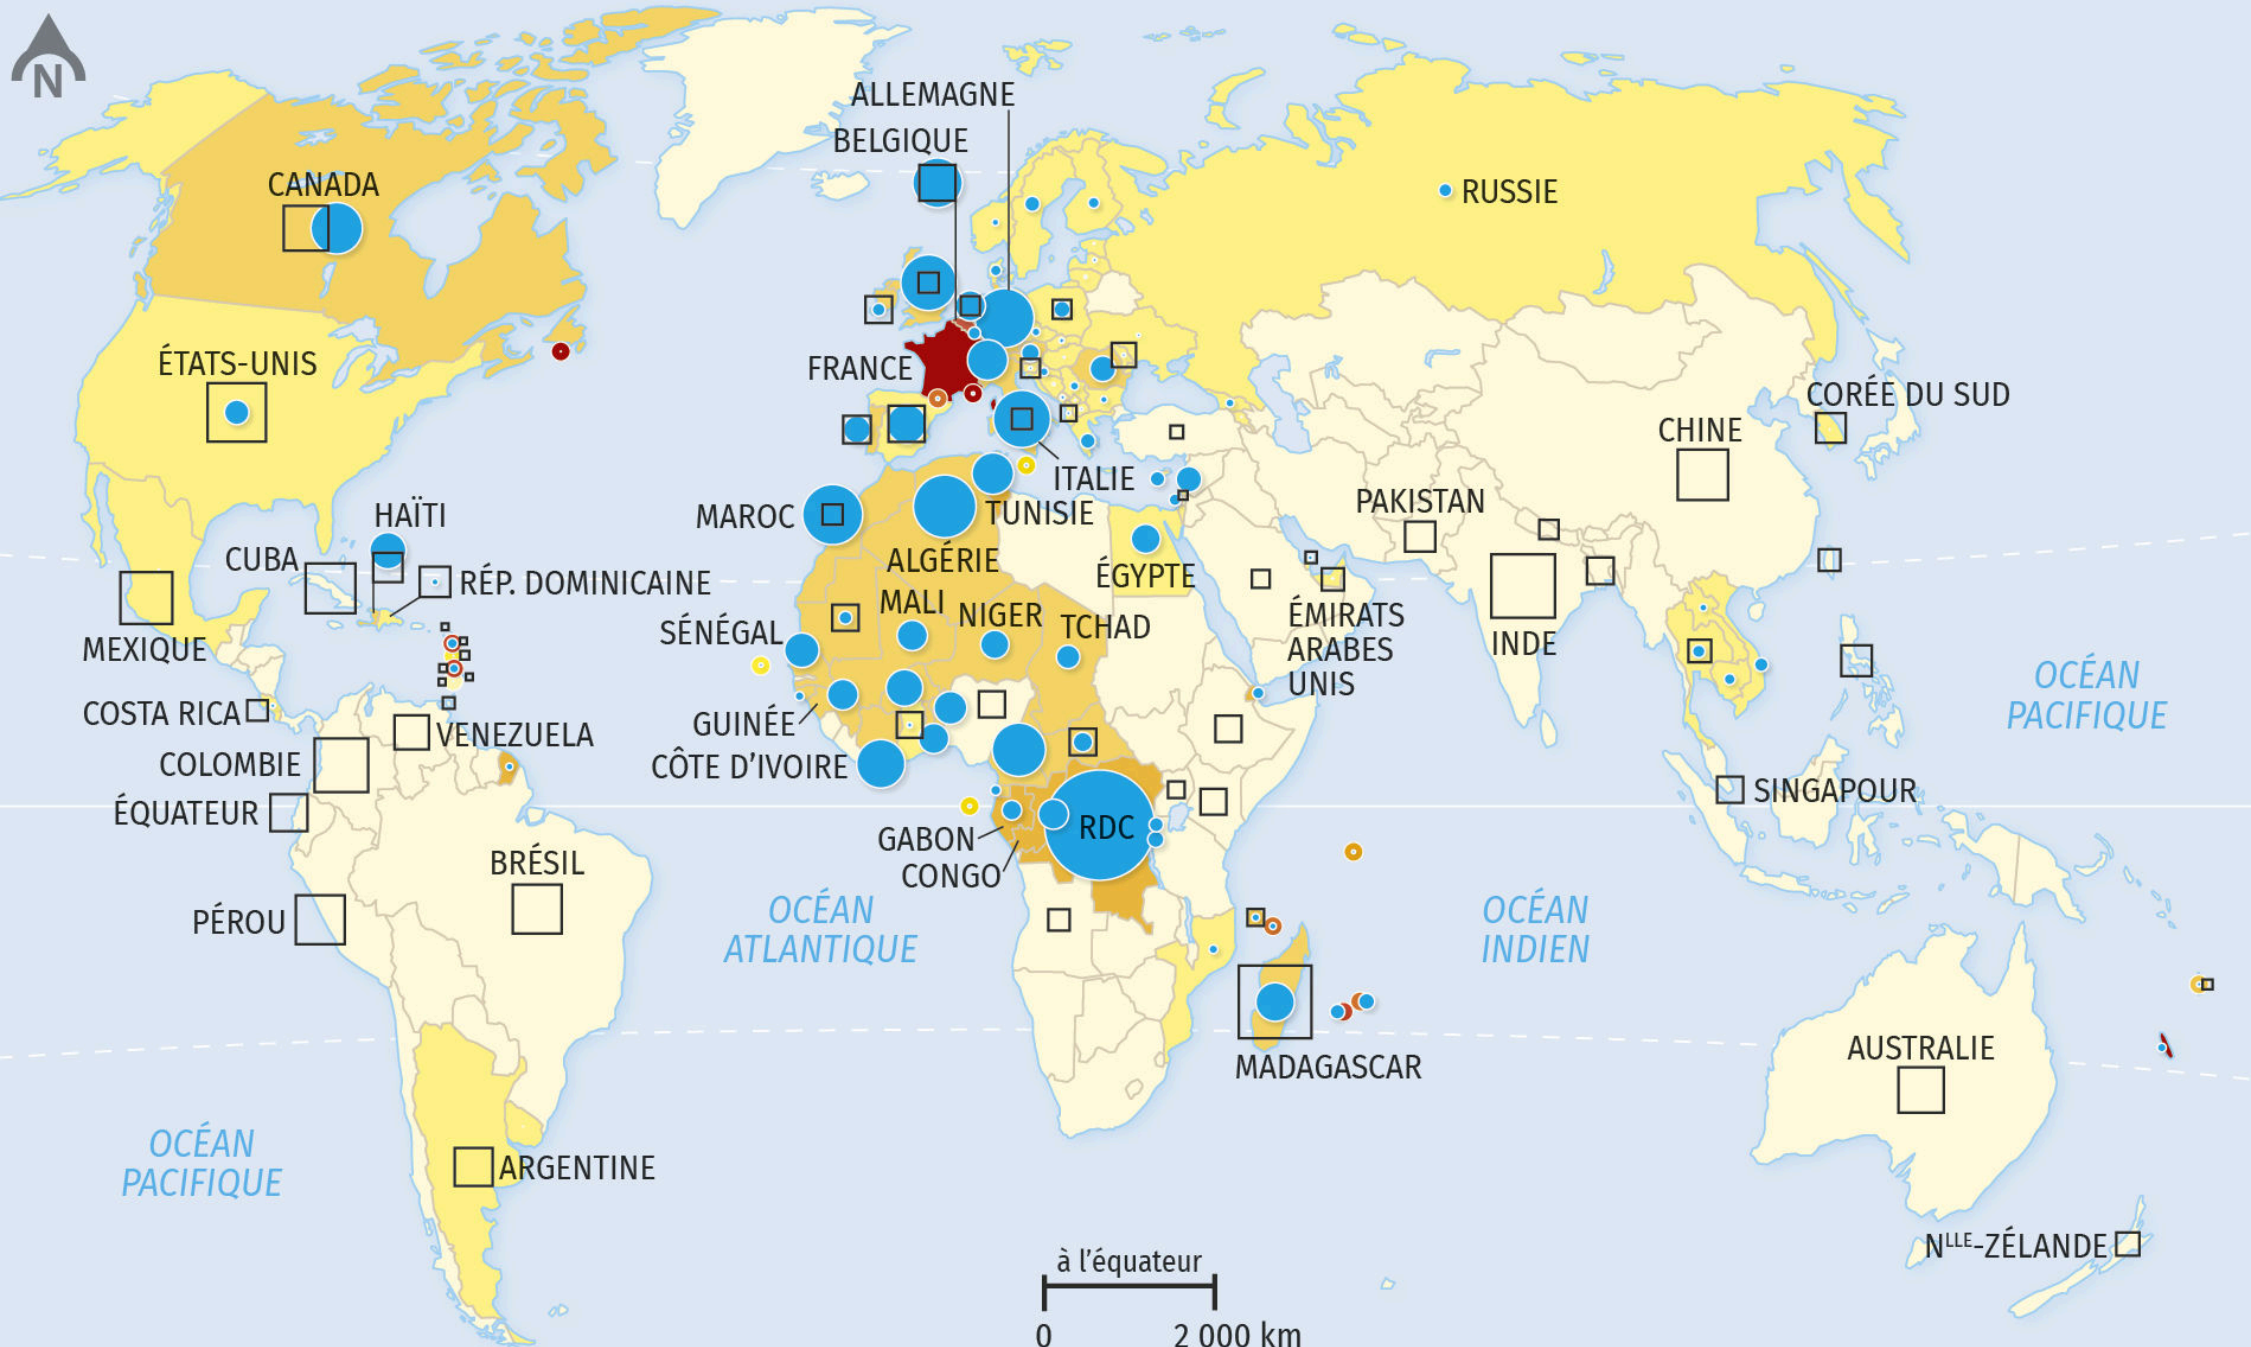 N
ALLEMAGNE
BELGIQUE
CANADA
RUSSIE
ÉTATS-UNIS
FRANCE
CORÉE DU SUD
CHINE
ITALIE
PAKISTAN
HAÏTI
MAROC
TUNISIE
CUBA
ALGÉRIE
ÉGYPTE
RÉP. DOMINICAINE
MALI
NIGER
TCHAD
ÉMIRATS
ARABES
UNIS
INDE
SÉNÉGAL
MEXIQUE
OCÉAN
PACIFIQUE
COSTA RICA
VENEZUELA
GUINÉE
COLOMBIE
CÔTE D’IVOIRE
SINGAPOUR
ÉQUATEUR
GABON
RDC
CONGO
BRÉSIL
PÉROU
OCÉAN
ATLANTIQUE
OCÉAN
INDIEN
MADAGASCAR
AUSTRALIE
OCÉAN
PACIFIQUE
ARGENTINE
NLLE-ZÉLANDE
à l’équateur
0 2 000 km